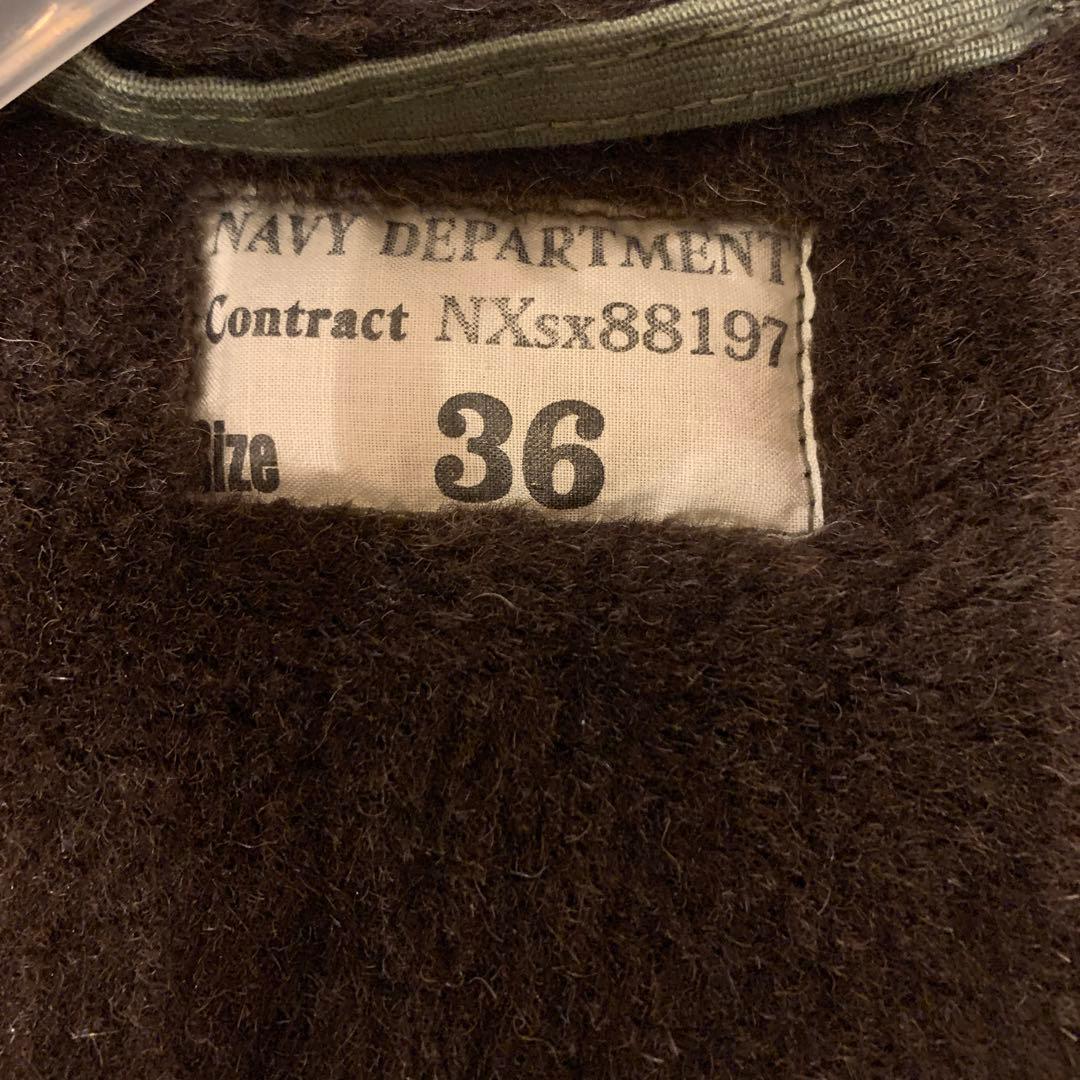 NAVY DEPARTMENT
Contract NXsx88197
Size 36